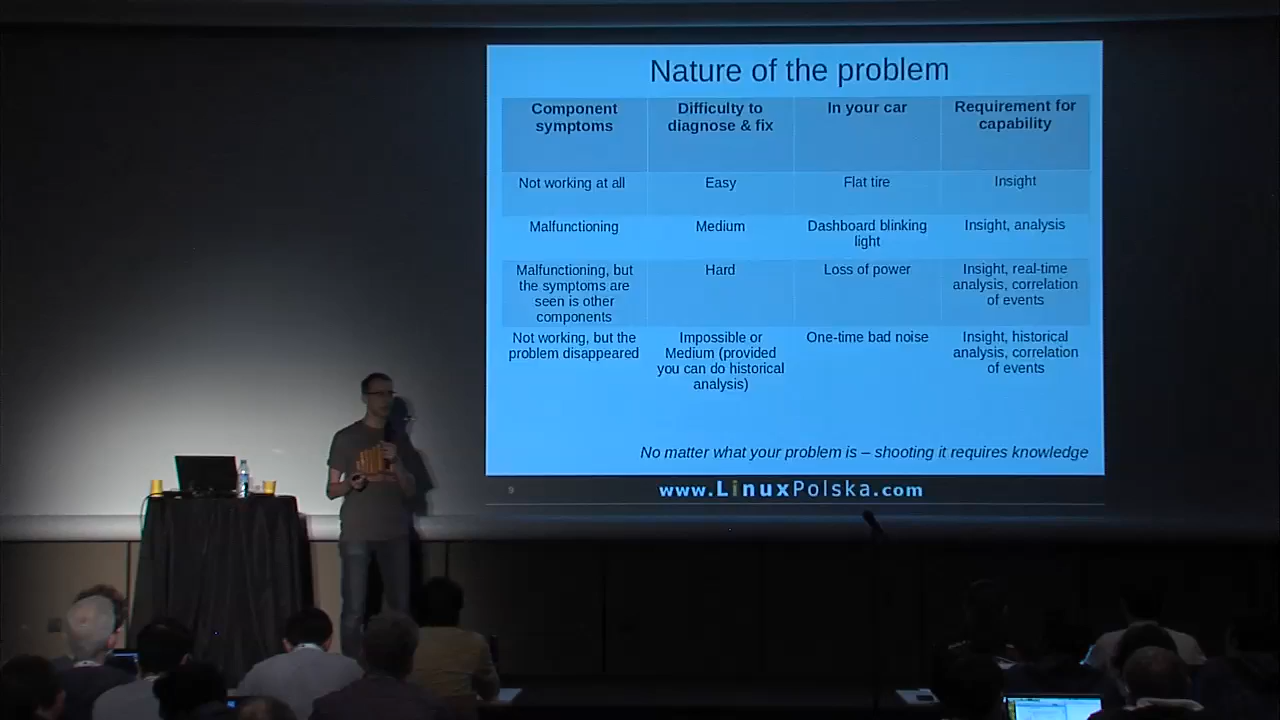 Nature of the problem
Component symptoms
Difficulty to diagnose & fix
In your car
Requirement for capability
Not working at all
Easy
Flat tire
Insight
Malfunctioning
Medium
Dashboard blinking light
Insight, analysis
Malfunctioning, but the symptoms are seen is other components
Hard
Loss of power
Insight, real-time analysis, correlation of events
Not working, but the problem disappeared
Impossible or Medium (provided you can do historical analysis)
One-time bad noise
Insight, historical analysis, correlation of events
No matter what your problem is – shooting it requires knowledge
9
www.LinuxPolska.com